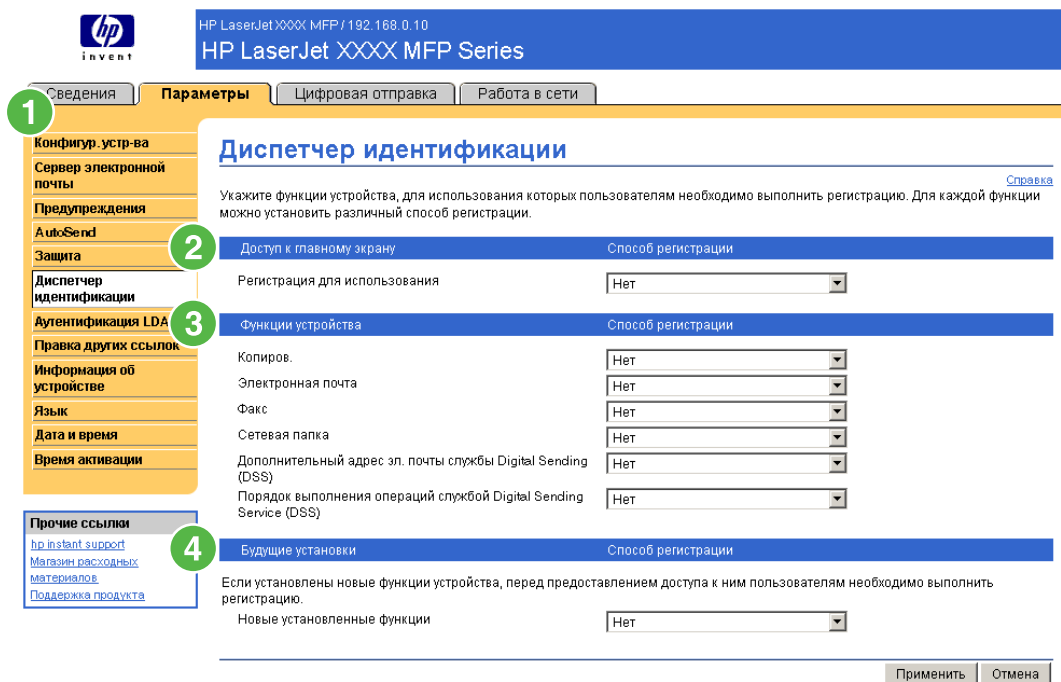 hp
invent
HP LaserJet XXXX MFP / 192.168.0.10
HP LaserJet XXXX MFP Series
Сведения
Параметры
Цифровая отправка
Работа в сети
1
Конфигур. устр-ва
Сервер электронной
почты
Предупреждения
AutoSend
Защита
Диспетчер
идентификации
Аутентификация LDA
Правка других ссылок
Информация об
устройстве
Язык
Дата и время
Время активации
Прочие ссылки
hp instant support
Магазин расходных
материалов
Поддержка продукта
Диспетчер идентификации
Справка
Укажите функции устройства, для использования которых пользователям необходимо выполнить регистрацию. Для каждой функции
можно установить различный способ регистрации.
2
Доступ к главному экрану Способ регистрации
Регистрация для использования Нет
3
Функции устройства Способ регистрации
Копиров. Нет
Электронная почта Нет
Факс Нет
Сетевая папка Нет
Дополнительный адрес эл. почты службы Digital Sending Нет
(DSS)
Порядок выполнения операций службой Digital Sending Нет
Service (DSS)
4
Будущие установки Способ регистрации
Если установлены новые функции устройства, перед предоставлением доступа к ним пользователям необходимо выполнить
регистрацию.
Новые установленные функции Нет
Применить Отмена